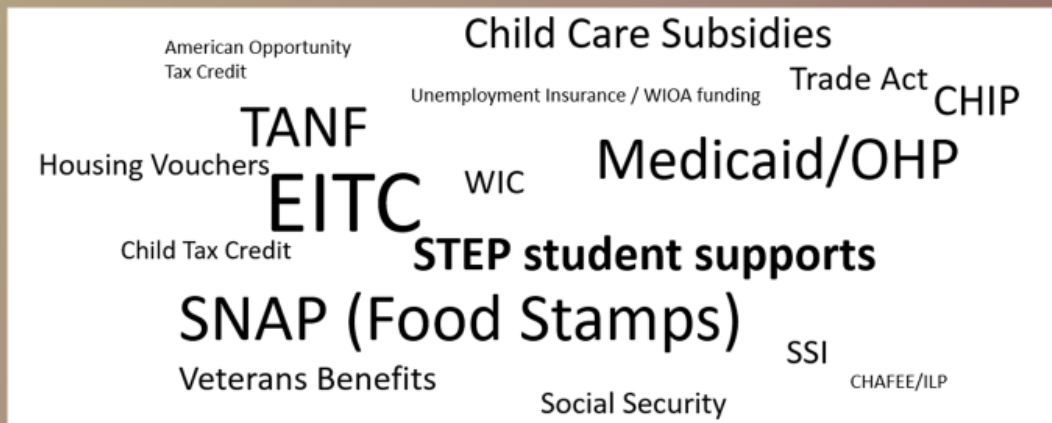 Child Care Subsidies
American Opportunity
Tax Credit
Trade Act
Unemployment Insurance / WIOA funding
CHIP
TANF
Medicaid/OHP
Housing Vouchers
WIC
EITC
Child Tax Credit
STEP student supports
SNAP (Food Stamps)
SSI
Veterans Benefits
CHAFEE/ILP
Social Security